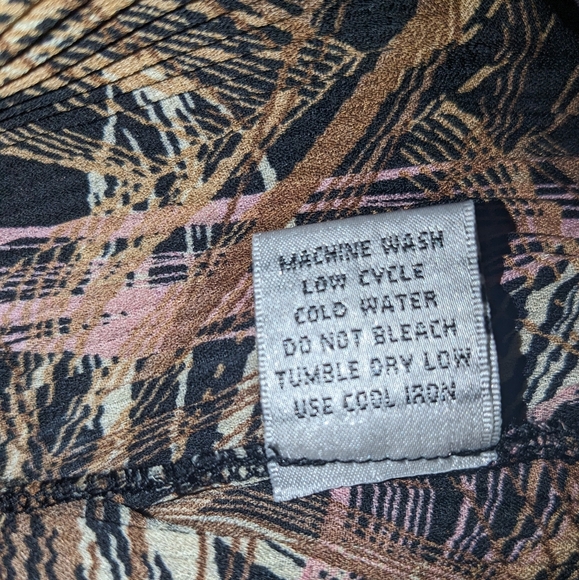 MACHINE WASH
LOW CYCLE
COLD WATER
DO NOT BLEACH
TUMBLE DRY LOW
USE COOL IRON